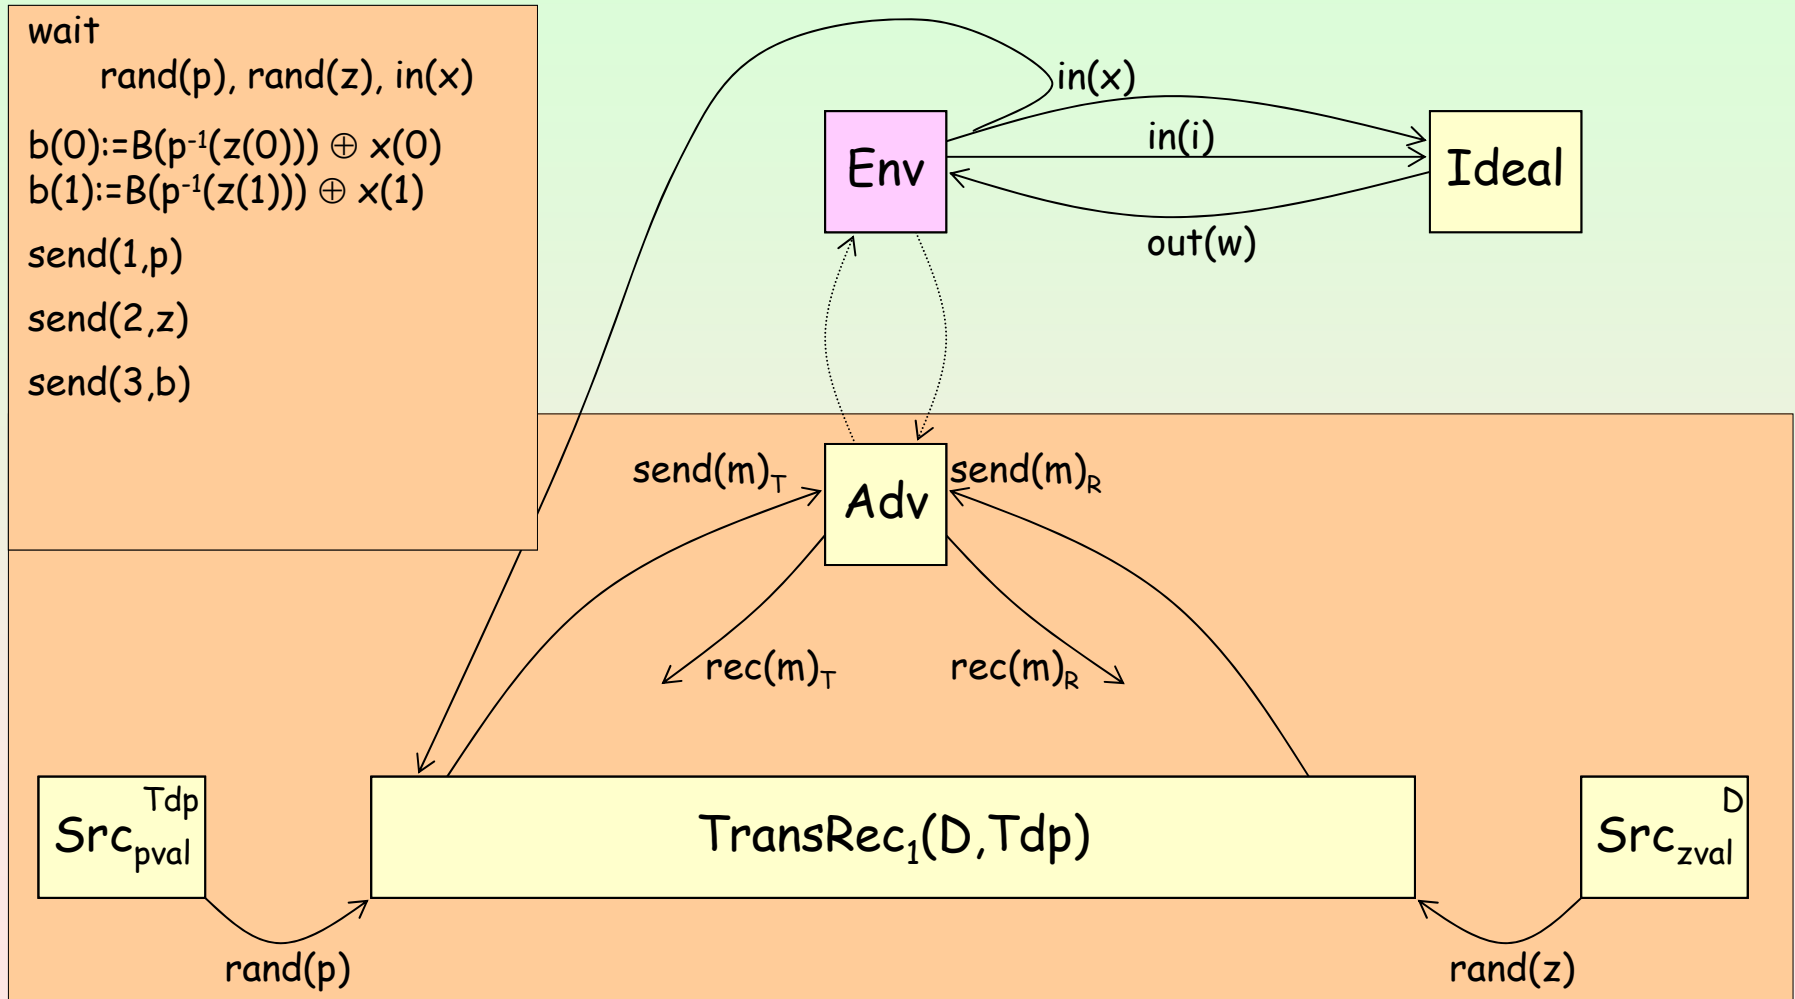 wait
rand(p), rand(z), in(x)
b(0):=B(p⁻¹(z(0))) ⊕ x(0)
b(1):=B(p⁻¹(z(1))) ⊕ x(1)
send(1,p)
send(2,z)
send(3,b)
in(x)
in(i)
Env
Ideal
out(w)
send(m)T
send(m)R
Adv
rec(m)T
rec(m)R
Tdp
Srcpval
TransRec₁(D,Tdp)
D
Srczval
rand(p)
rand(z)